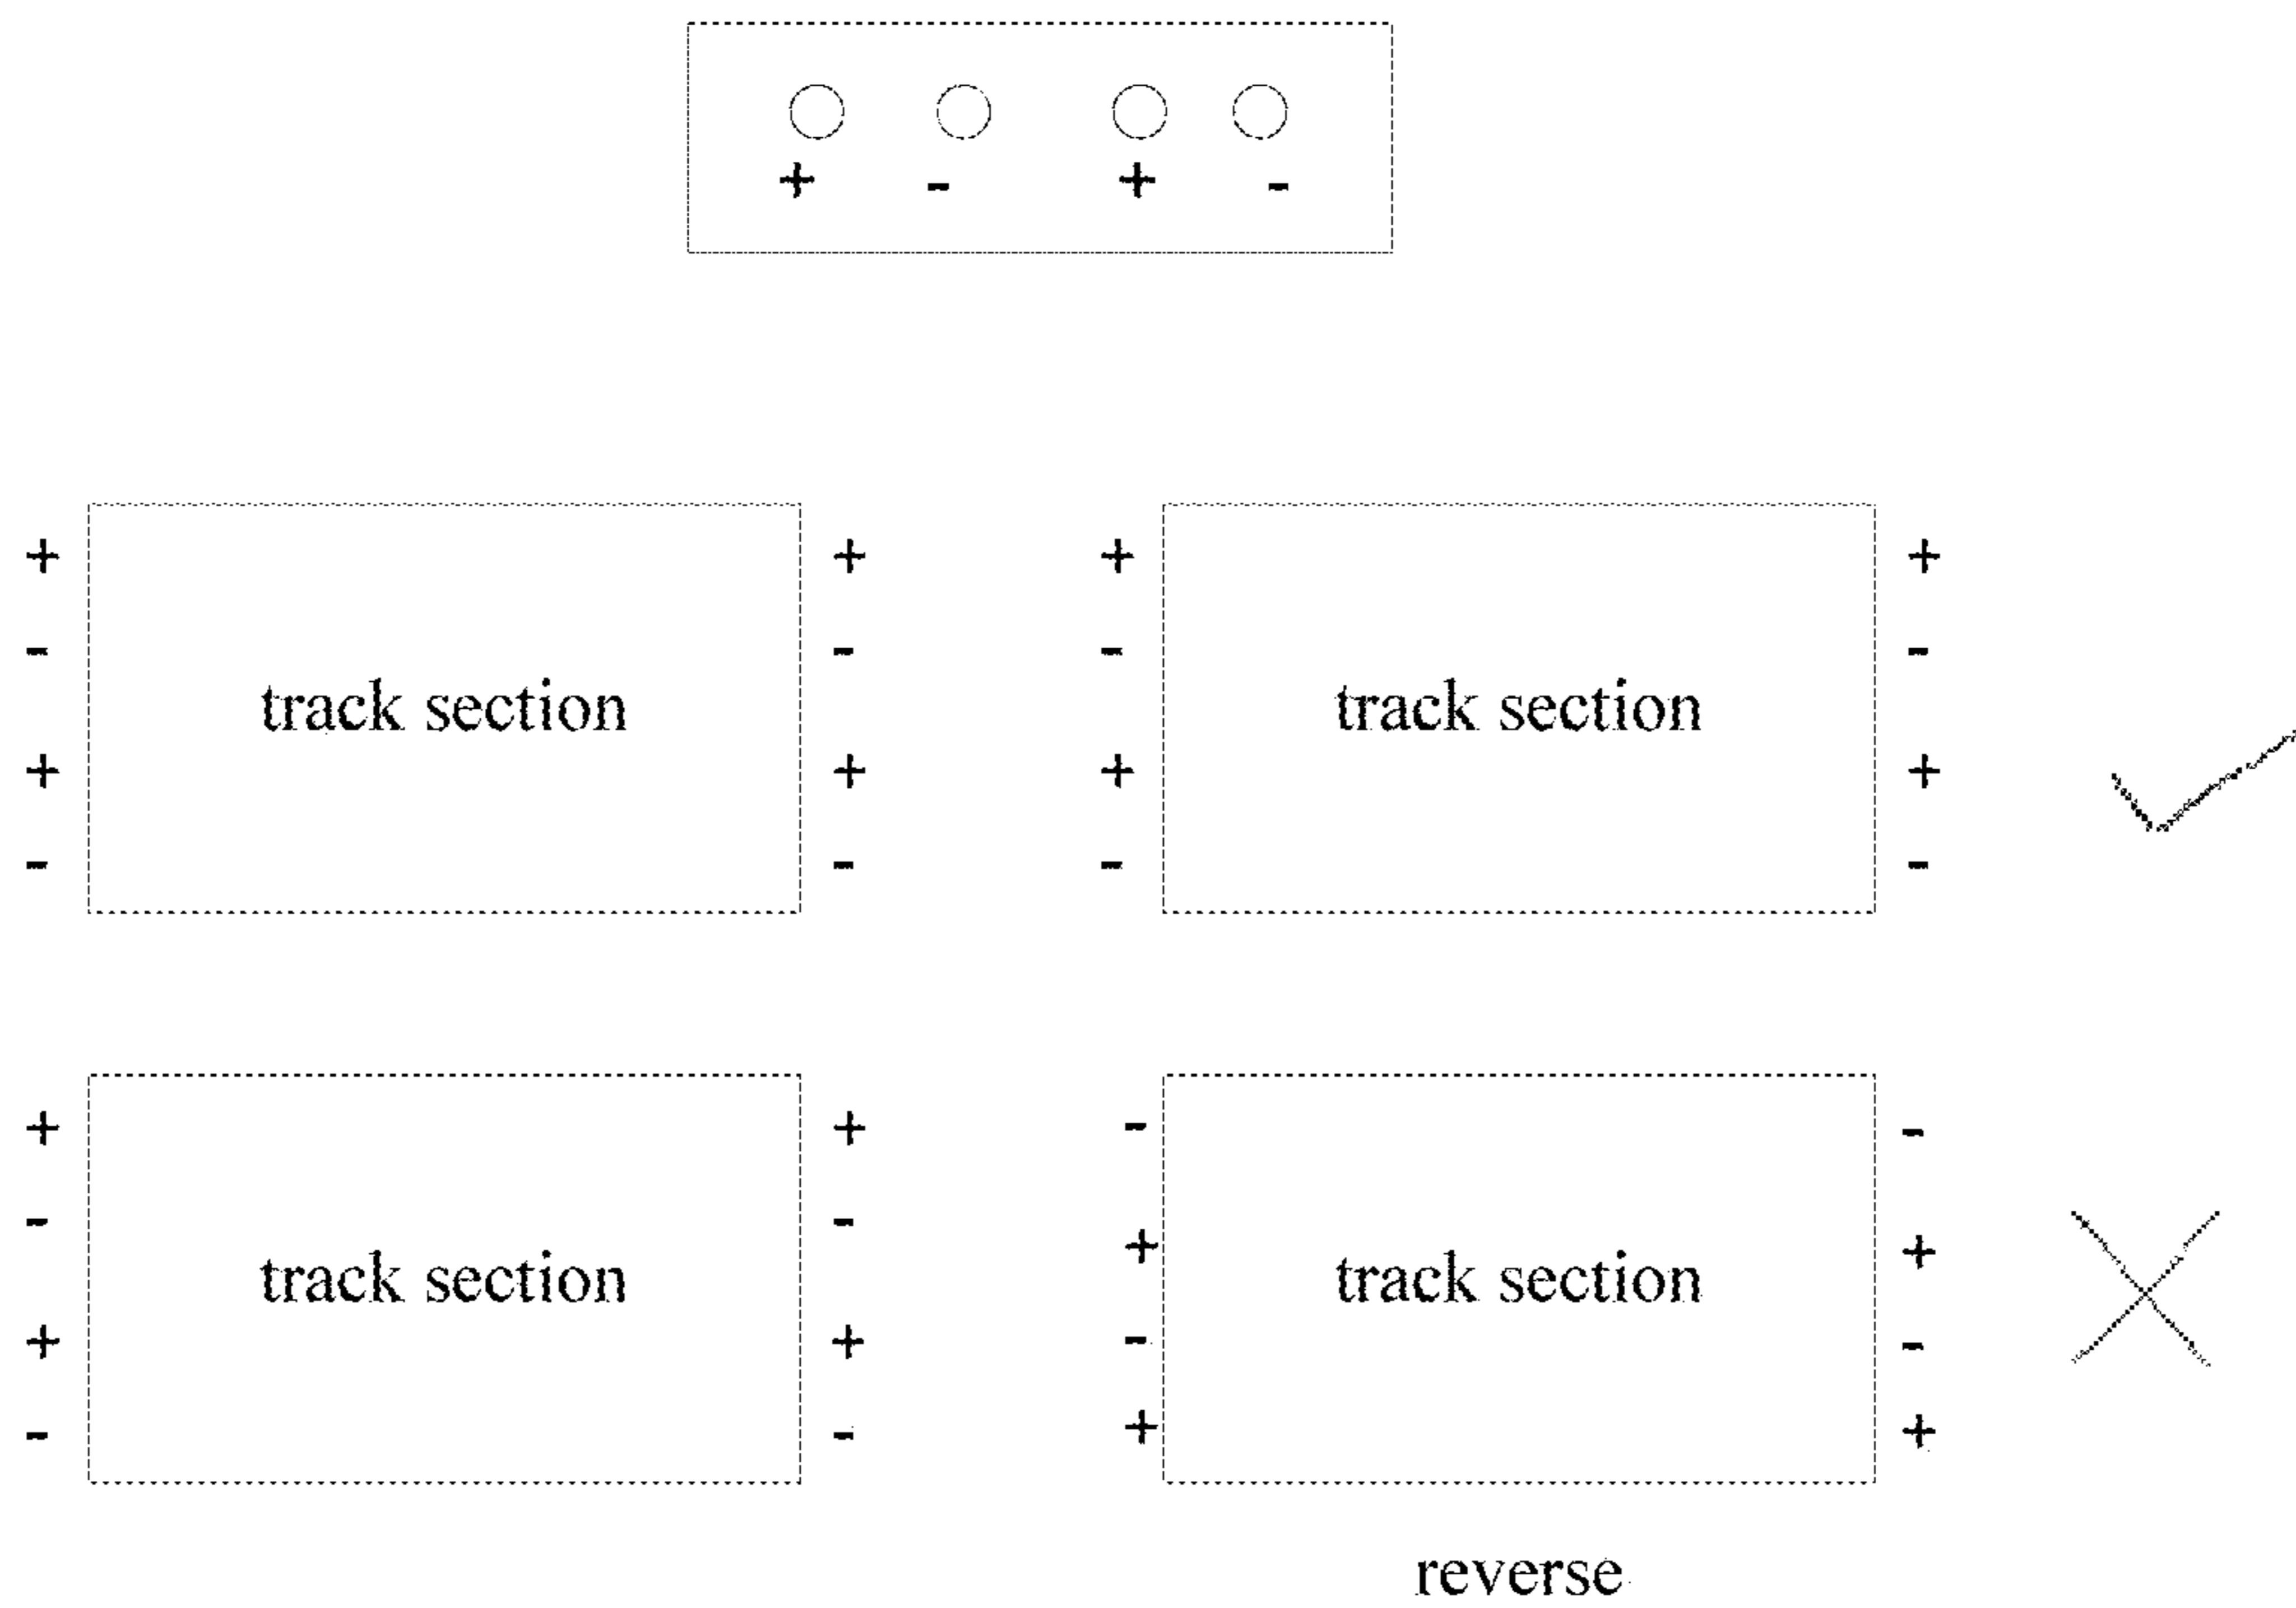 + - + -
+ + + +
- - - -
track section track section
+ + + +
- - - -
+ + - -
- - + +
track section track section
+ + - -
- - + +
reverse